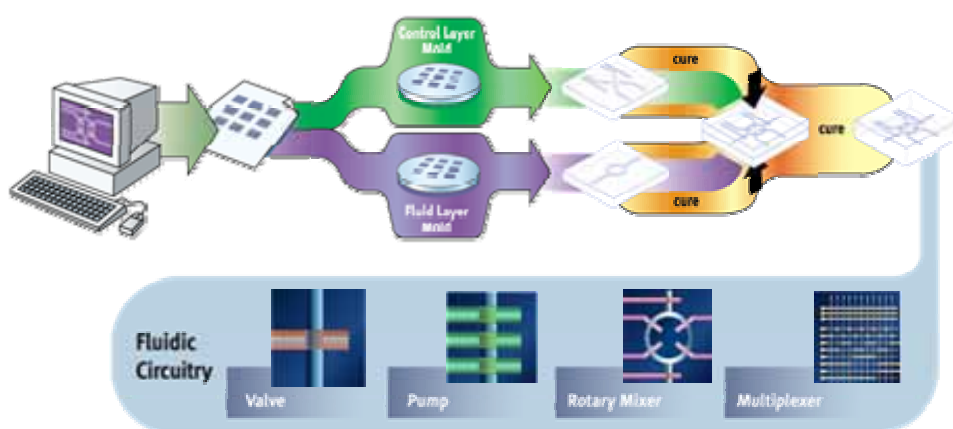 Control Layer
Mold
cure
cure
Fluid Layer
Mold
cure
Fluidic
Circuitry
Valve
Pump
Rotary Mixer
Multiplexer